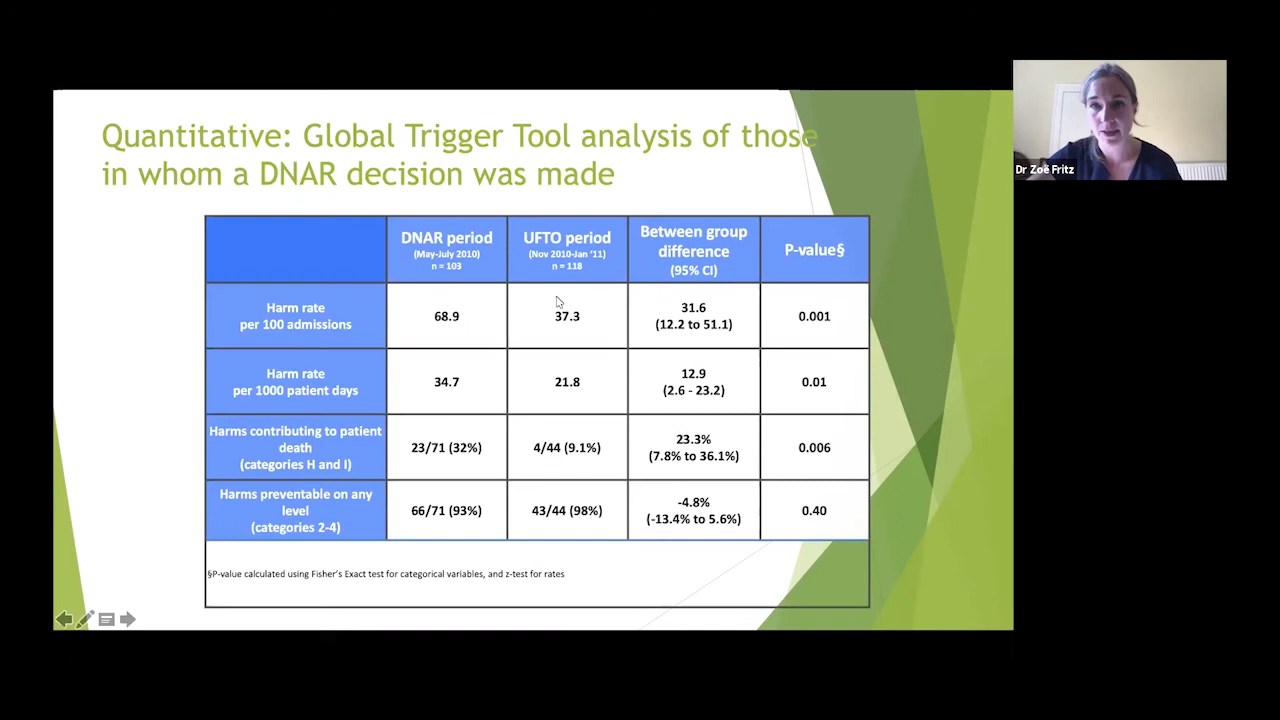 Quantitative: Global Trigger Tool analysis of those
in whom a DNAR decision was made
Dr Zoë Fritz
DNAR period
(May-July 2010)
n = 103
UFTO period
(Nov 2010-Jan ‘11)
n = 118
Between group
difference
(95% CI)
P-value§
Harm rate
per 100 admissions
68.9
37.3
31.6
(12.2 to 51.1)
0.001
Harm rate
per 1000 patient days
34.7
21.8
12.9
(2.6 - 23.2)
0.01
Harms contributing to patient
death
(categories H and I)
23/71 (32%)
4/44 (9.1%)
23.3%
(7.8% to 36.1%)
0.006
Harms preventable on any
level
(categories 2-4)
66/71 (93%)
43/44 (98%)
-4.8%
(-13.4% to 5.6%)
0.40
§P-value calculated using Fisher’s Exact test for categorical variables, and z-test for rates